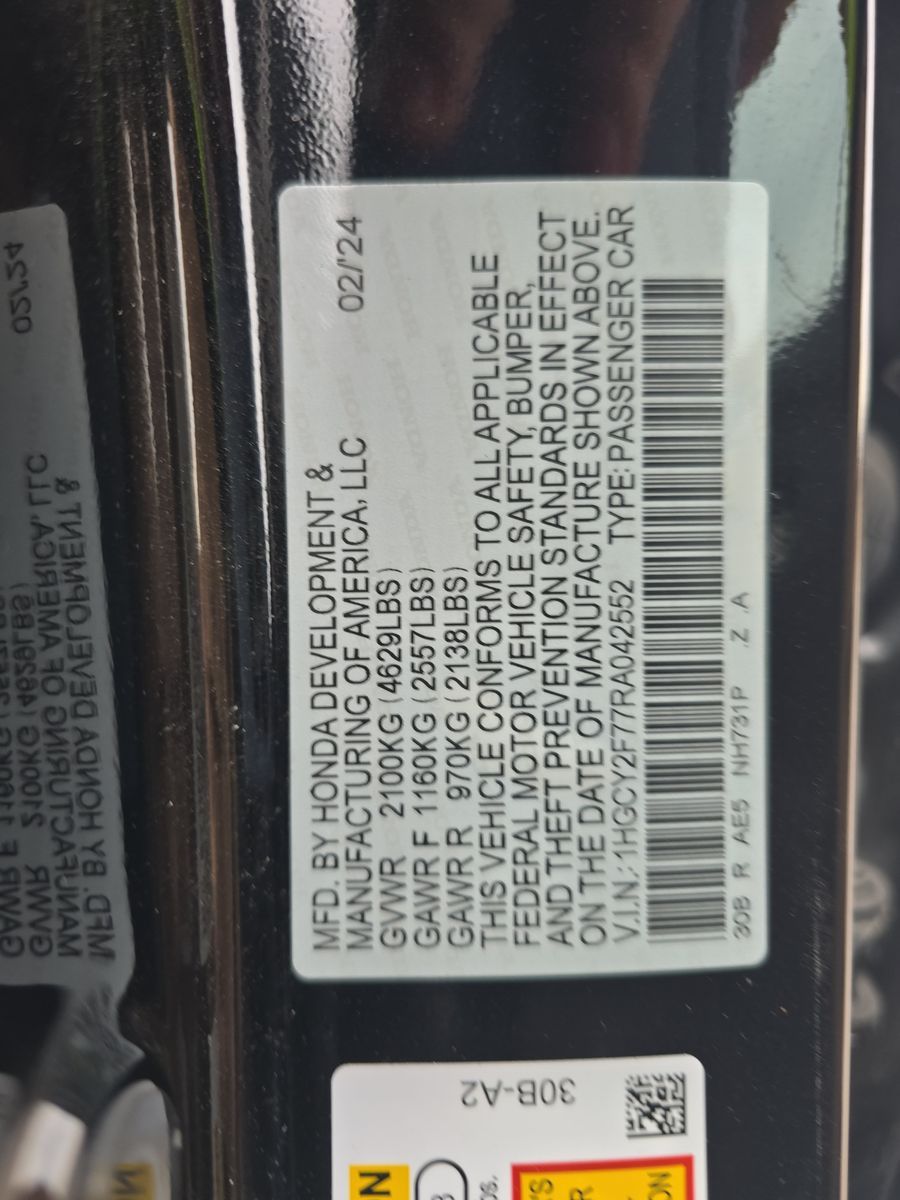 MFD. BY HONDA DEVELOPMENT &
MANUFACTURING OF AMERICA, LLC 02/'24
GVWR 2100KG (4629LBS)
GAWR F 1160KG (2557LBS)
GAWR R 970KG (2138LBS)
THIS VEHICLE CONFORMS TO ALL APPLICABLE
FEDERAL MOTOR VEHICLE SAFETY, BUMPER,
AND THEFT PREVENTION STANDARDS IN EFFECT
ON THE DATE OF MANUFACTURE SHOWN ABOVE.
V.I.N.: 1HGCY2F77RA042552 TYPE: PASSENGER CAR
30B R AE5 NH731P .Z .A
30B-A2